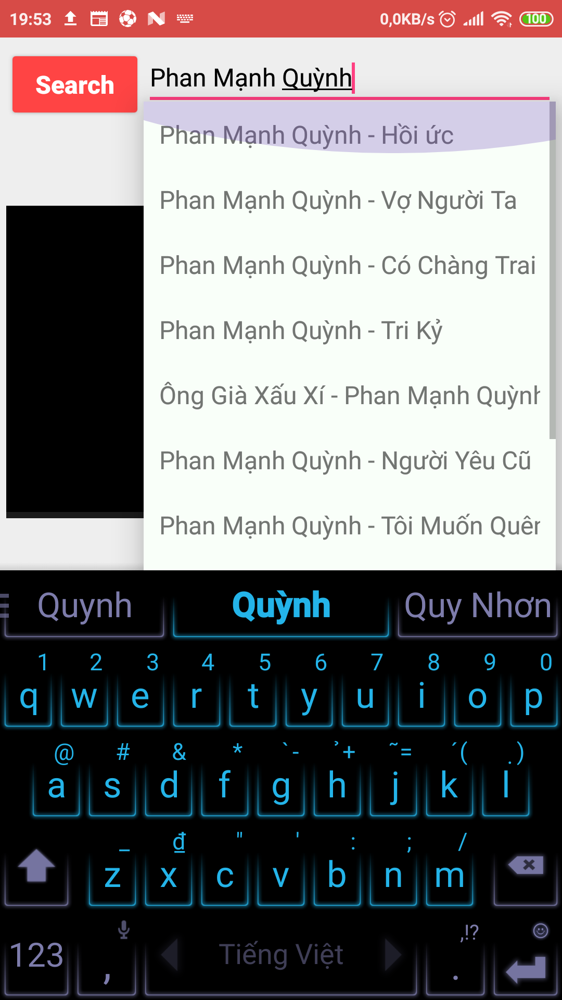 19:53 0,0KB/s 100
Search Phan Mạnh Quỳnh
Phan Mạnh Quỳnh - Hồi ức
Phan Mạnh Quỳnh - Vợ Người Ta
Phan Mạnh Quỳnh - Có Chàng Trai
Phan Mạnh Quỳnh - Tri Kỷ
Ông Già Xấu Xí - Phan Mạnh Quỳnh
Phan Mạnh Quỳnh - Người Yêu Cũ
Phan Mạnh Quỳnh - Tôi Muốn Quên
Quynh Quỳnh Quy Nhơn
1 2 3 4 5 6 7 8 9 0
q w e r t y u i o p
@ # & * `- ̉+ ~= ´( .)
a s d f g h j k l
_ ₫ " ' : ; /
z x c v b n m
,!?
123 , Tiếng Việt .